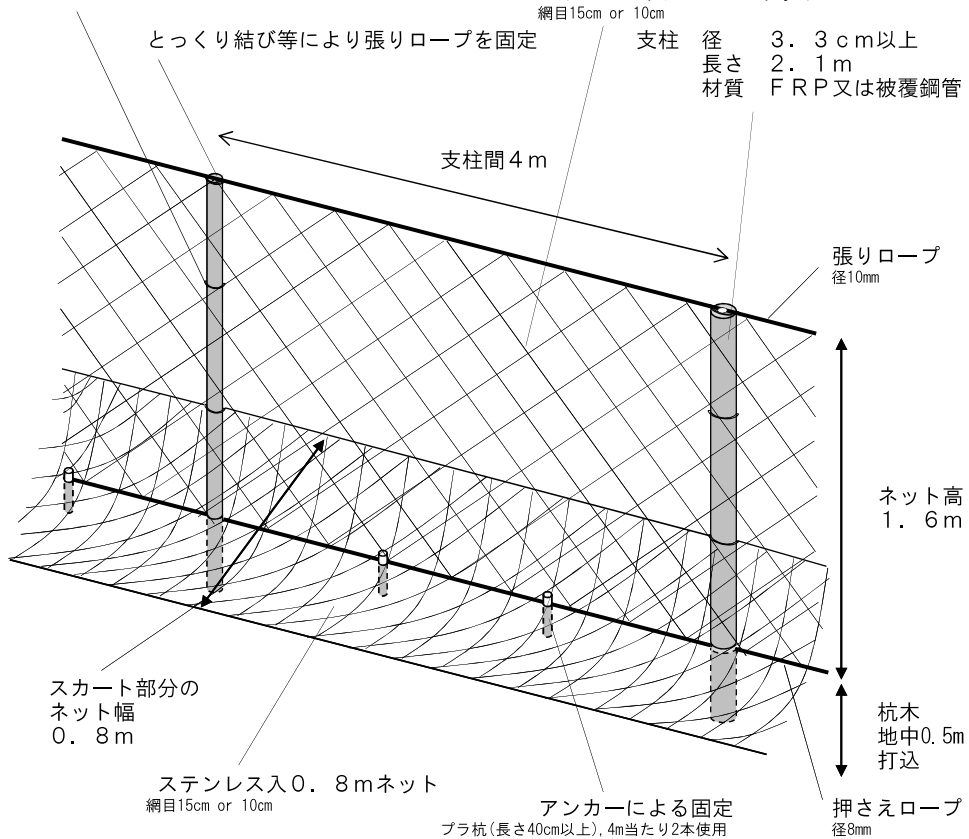 網目15cm or 10cm
とっくり結び等により張りロープを固定
支柱 径 3.3cm以上
長さ 2.1m
材質 FRP又は被覆鋼管
支柱間4m
張りロープ
径10mm
ネット高
1.6m
スカート部分の
ネット幅
0.8m
杭木
地中0.5m
打込
ステンレス入0.8mネット
網目15cm or 10cm
アンカーによる固定
プラ杭(長さ40cm以上),4m当たり2本使用
押さえロープ
径8mm